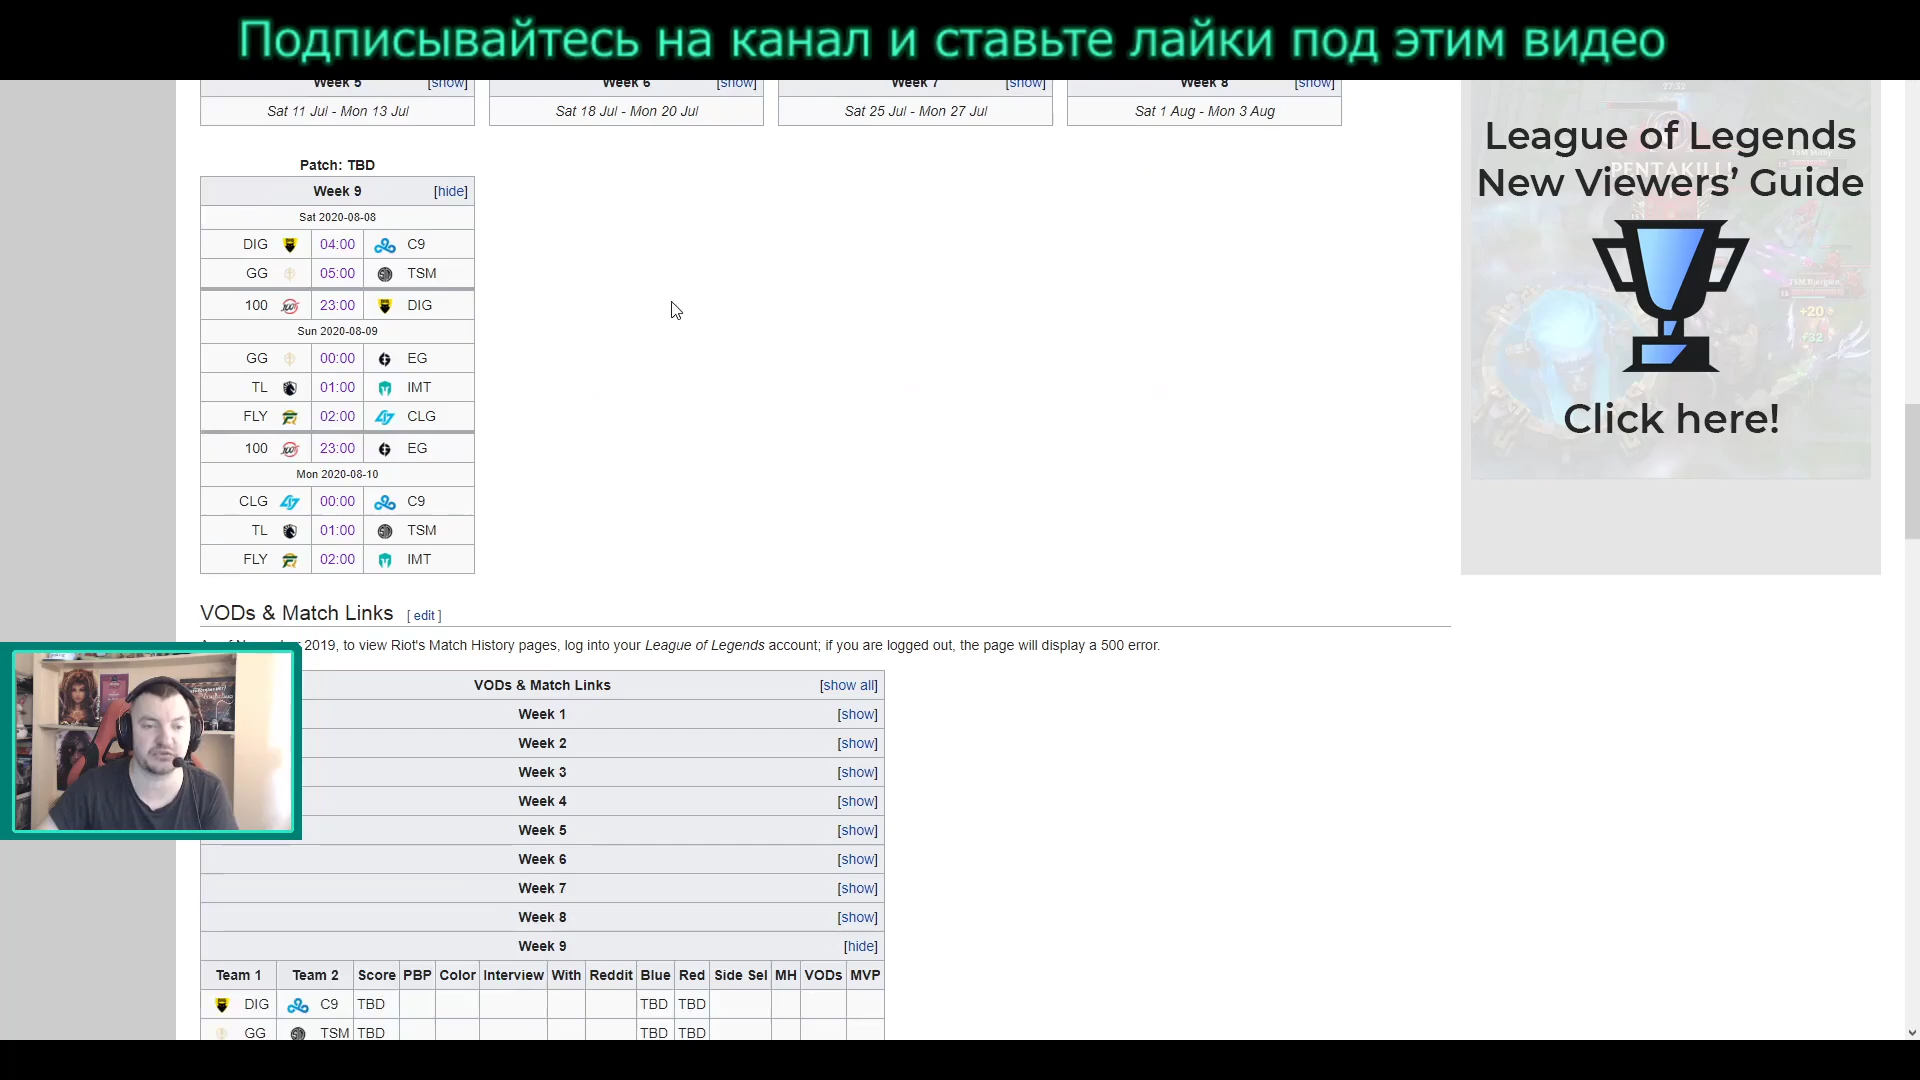 Подписывайтесь на канал и ставьте лайки под этим видео
Week 5 [show] Week 6 [show] Week 7 [show] Week 8 [show]
Sat 11 Jul - Mon 13 Jul Sat 18 Jul - Mon 20 Jul Sat 25 Jul - Mon 27 Jul Sat 1 Aug - Mon 3 Aug
Patch: TBD
Week 9 [hide]
Sat 2020-08-08
DIG 04:00 C9
GG 05:00 TSM
100 23:00 DIG
Sun 2020-08-09
GG 00:00 EG
TL 01:00 IMT
FLY 02:00 CLG
100 23:00 EG
Mon 2020-08-10
CLG 00:00 C9
TL 01:00 TSM
FLY 02:00 IMT
27:52
League of Legends
PENTAKILL!
New Viewers' Guide
+20
+32
Click here!
VODs & Match Links [ edit ]
2019, to view Riot's Match History pages, log into your League of Legends account; if you are logged out, the page will display a 500 error.
VODs & Match Links [show all]
Week 1 [show]
Week 2 [show]
Week 3 [show]
Week 4 [show]
Week 5 [show]
Week 6 [show]
Week 7 [show]
Week 8 [show]
Week 9 [hide]
Team 1 Team 2 Score PBP Color Interview With Reddit Blue Red Side Sel MH VODs MVP
DIG C9 TBD TBD TBD
GG TSM TBD TBD TBD